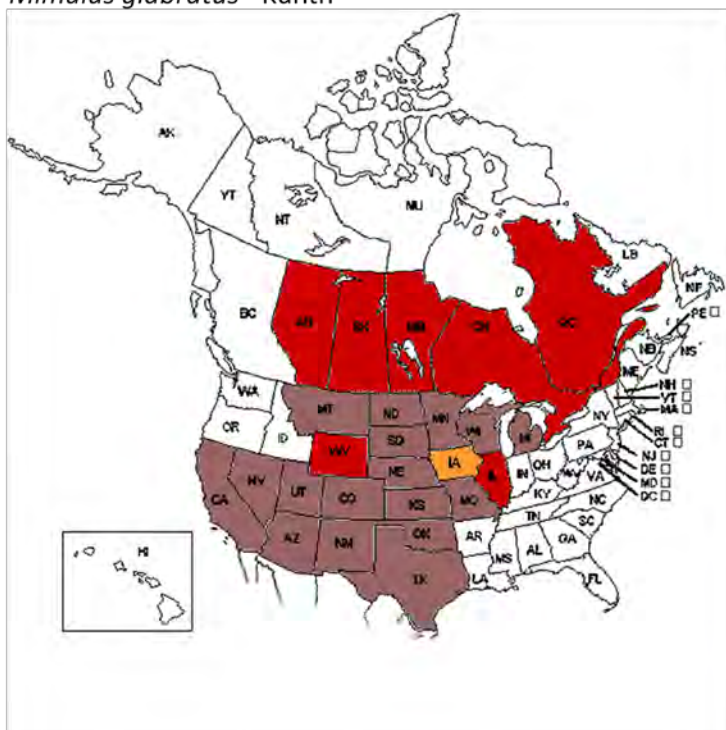 Mimulus glabratus Kunth
AK
YT
NT
NU
BC
AB
SK
MB
ON
QC
LB
NF
PE
NB
NS
ME
NH
VT
MA
NY
RI
CT
NJ
DE
MD
DC
WA
OR
ID
MT
ND
MN
WI
MI
SD
WY
NE
IA
IL
IN
OH
PA
WV
VA
KY
NC
TN
SC
NV
CA
UT
CO
KS
MO
AZ
NM
OK
AR
TX
LA
MS
AL
GA
FL
HI